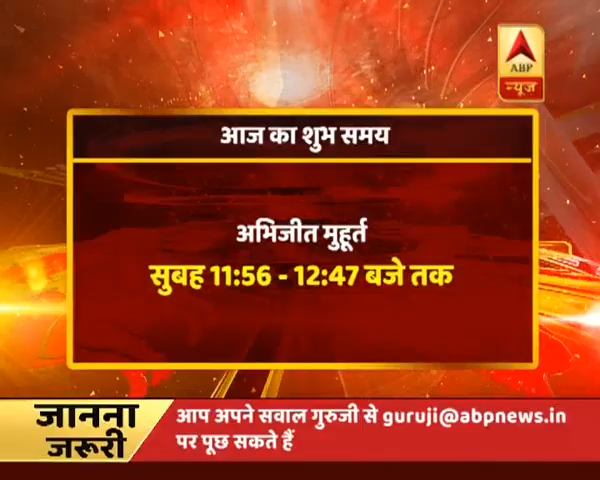 ABP
न्यूज़
आज का शुभ समय
अभिजीत मुहूर्त
सुबह 11:56 - 12:47 बजे तक
जानना
जरूरी
आप अपने सवाल गुरुजी से guruji@abpnews.in
पर पूछ सकते हैं